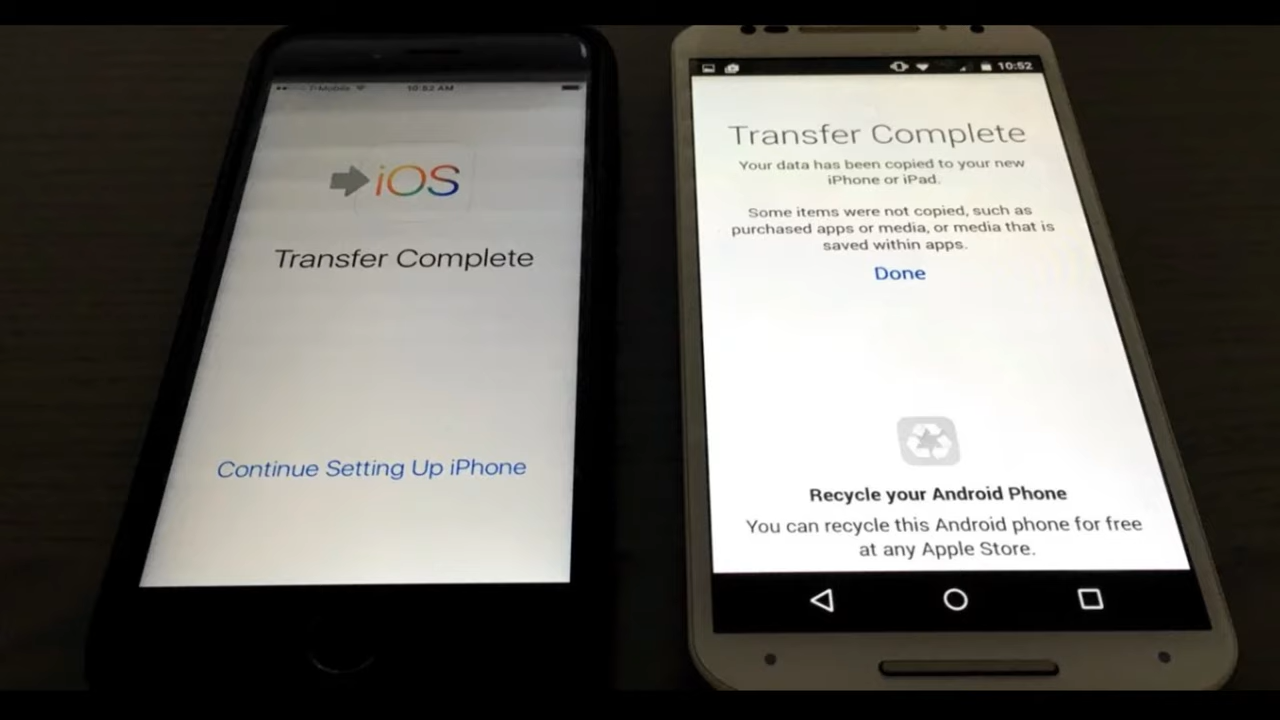 T-Mobile 10:52 AM
iOS
Transfer Complete
Continue Setting Up iPhone
10:52
Transfer Complete
Your data has been copied to your new
iPhone or iPad.
Some items were not copied, such as
purchased apps or media, or media that is
saved within apps.
Done
Recycle your Android Phone
You can recycle this Android phone for free
at any Apple Store.